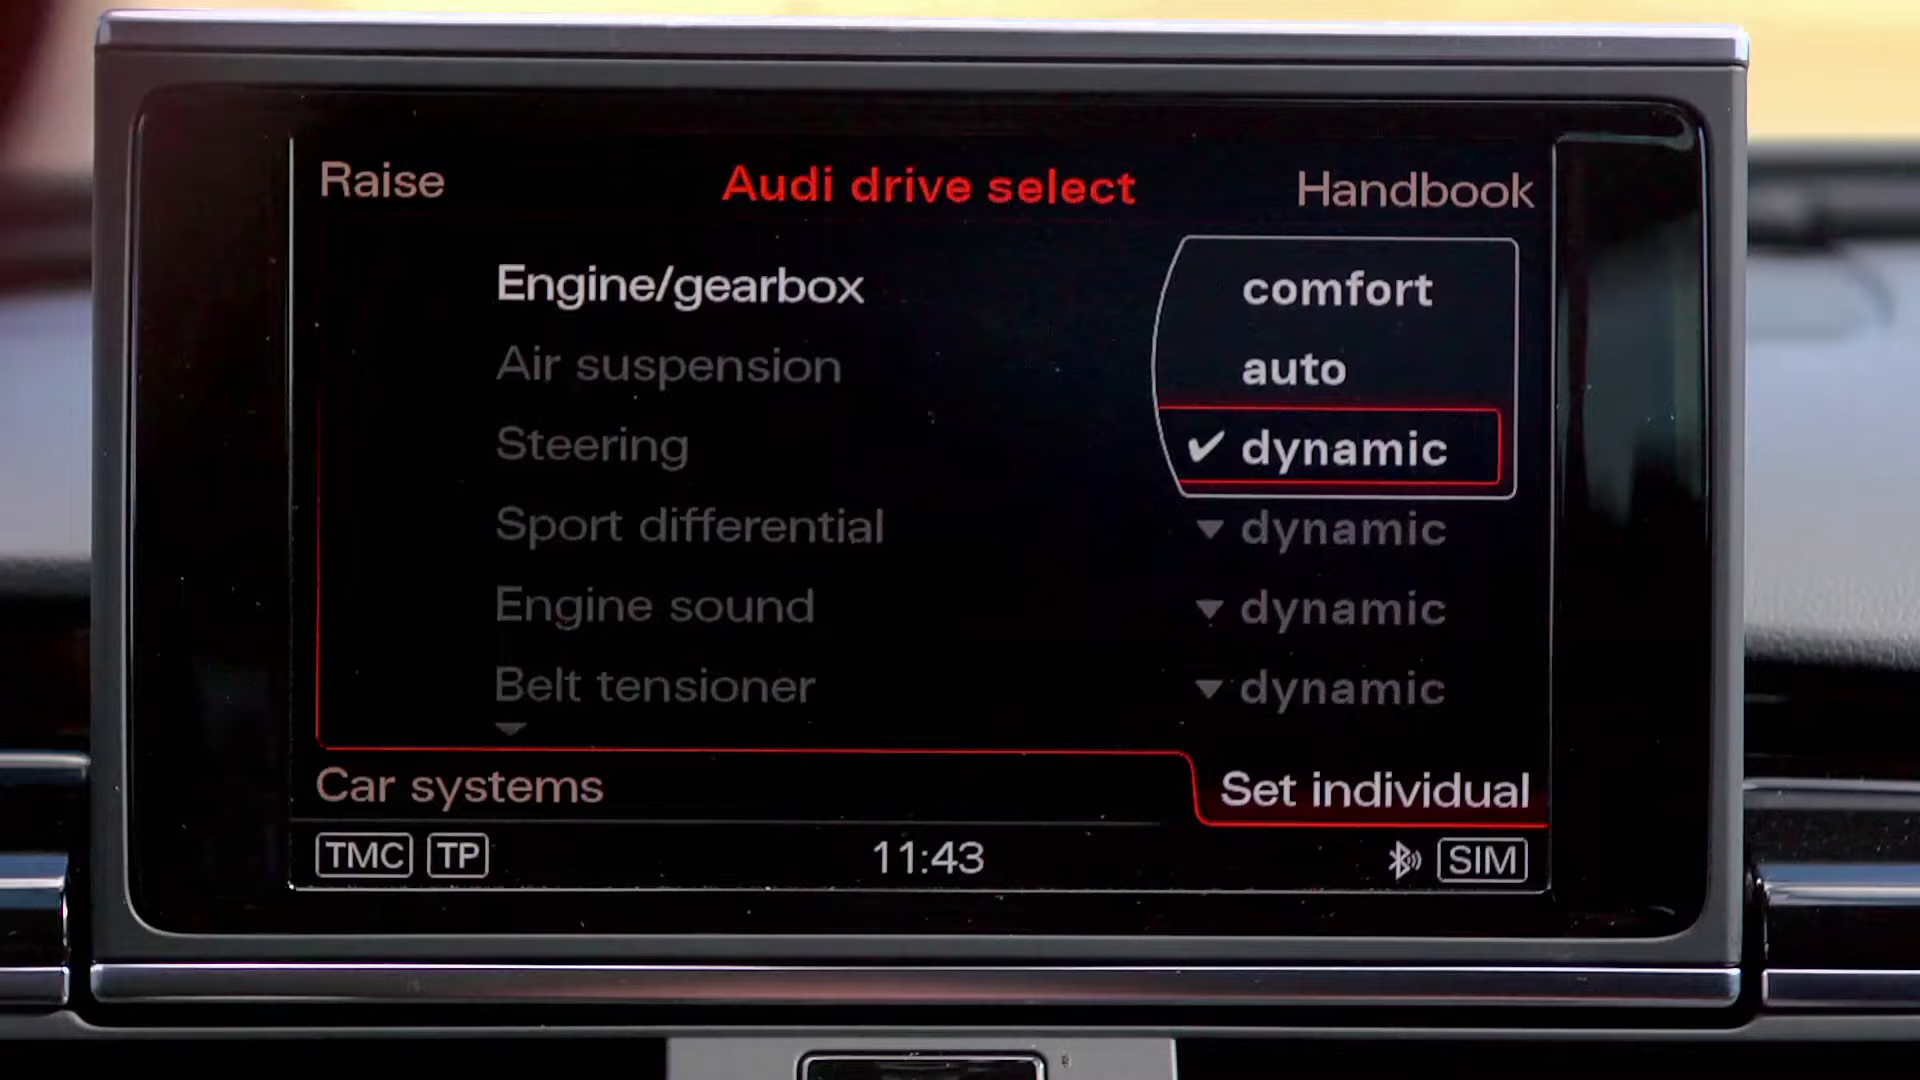 Raise Audi drive select Handbook
Engine/gearbox comfort
Air suspension auto
Steering ✔ dynamic
Sport differential ▼ dynamic
Engine sound ▼ dynamic
Belt tensioner ▼ dynamic
Car systems Set individual
TMC TP 11:43 SIM